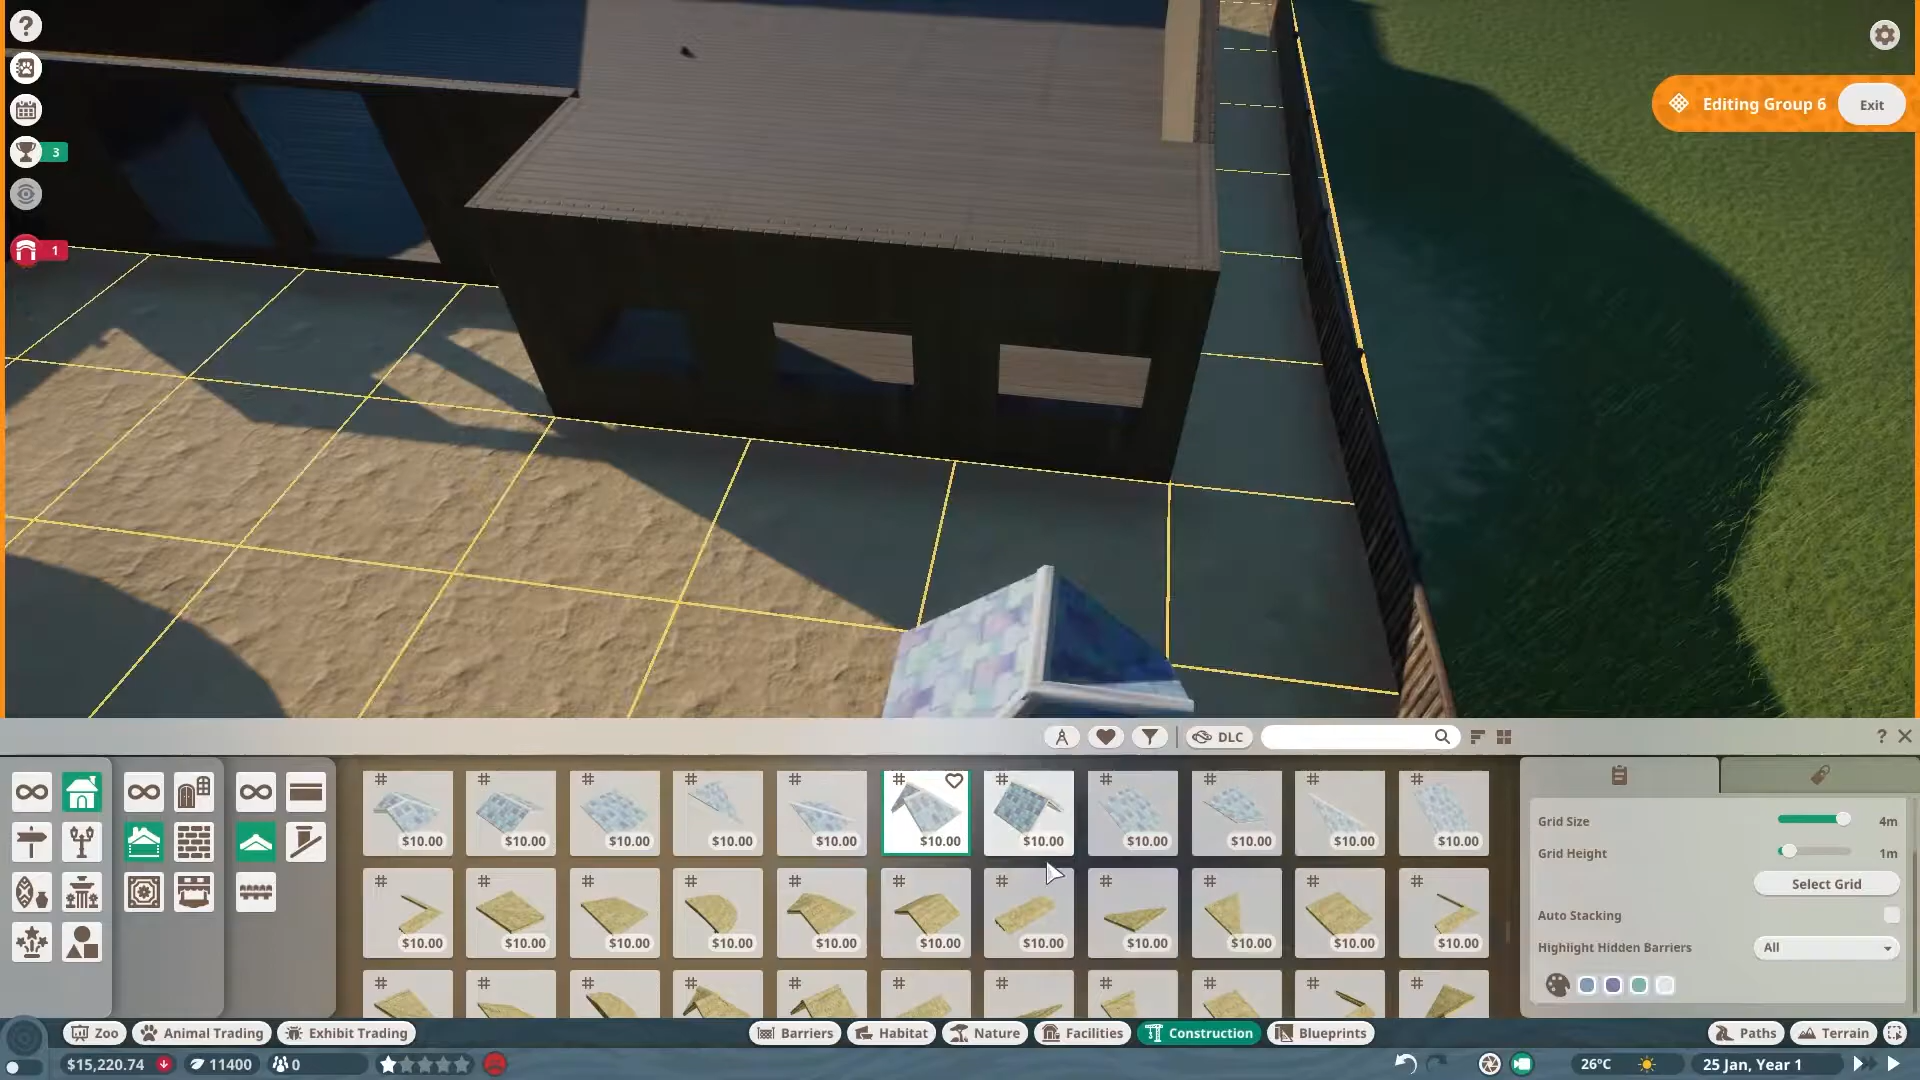 ?
Editing Group 6 Exit
3
1
DLC
? 
$10.00 $10.00 $10.00 $10.00 $10.00 $10.00 $10.00 $10.00 $10.00 $10.00 $10.00
$10.00 $10.00 $10.00 $10.00 $10.00 $10.00 $10.00 $10.00 $10.00 $10.00 $10.00
Grid Size 4m
Grid Height 1m
Select Grid
Auto Stacking
Highlight Hidden Barriers All
Zoo Animal Trading Exhibit Trading Barriers Habitat Nature Facilities Construction Blueprints Paths Terrain
$15,220.74 11400 0 26°C 25 Jan, Year 1